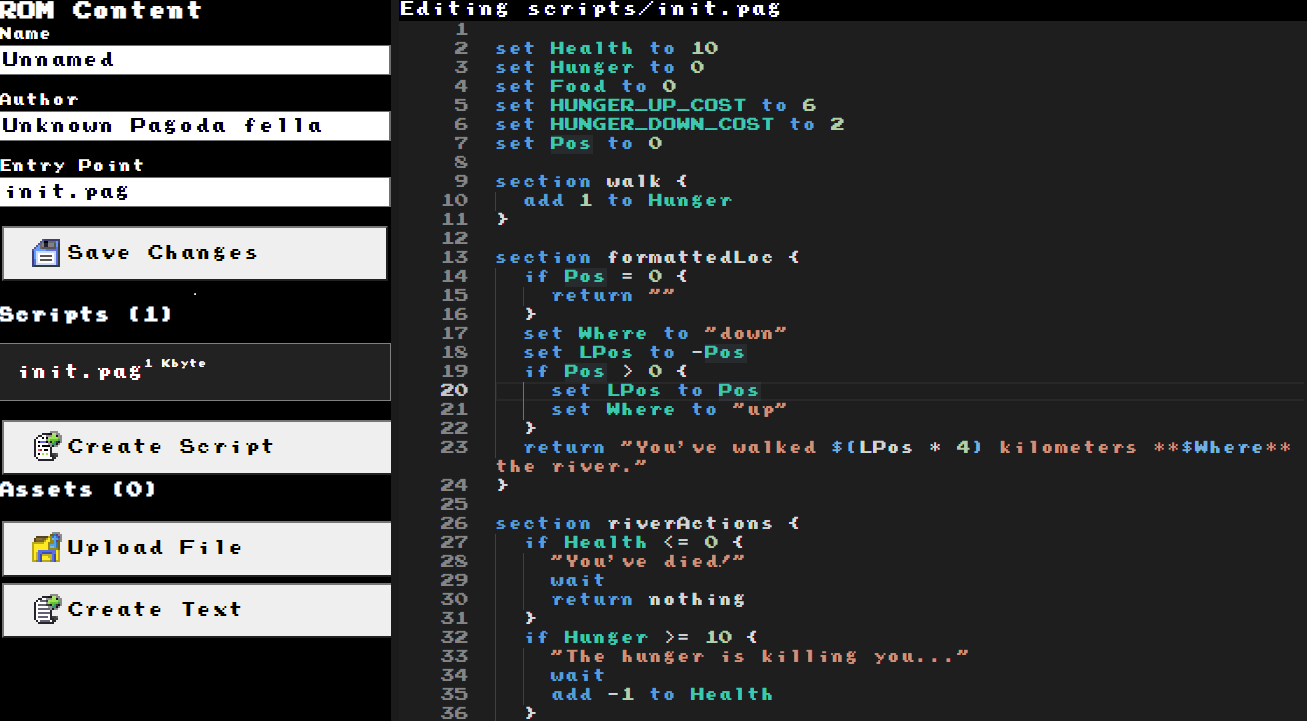 ROM Content
Name
Unnamed
Author
Unknown Pagoda fella
Entry Point
init.pag
Save Changes
Scripts (1)
init.pag 1 Kbyte
Create Script
Assets (0)
Upload File
Create Text
Editing scripts/init.pag
1
2 set Health to 10
3 set Hunger to 0
4 set Food to 0
5 set HUNGER_UP_COST to 6
6 set HUNGER_DOWN_COST to 2
7 set Pos to 0
8
9 section walk {
10 add 1 to Hunger
11 }
12
13 section formattedLoc {
14 if Pos = 0 {
15 return ""
16 }
17 set Where to "down"
18 set LPos to -Pos
19 if Pos > 0 {
20 set LPos to Pos
21 set Where to "up"
22 }
23 return "You've walked $(LPos * 4) kilometers **$Where**
the river."
24 }
25
26 section riverActions {
27 if Health <= 0 {
28 "You've died!"
29 wait
30 return nothing
31 }
32 if Hunger >= 10 {
33 "The hunger is killing you..."
34 wait
35 add -1 to Health
36 }